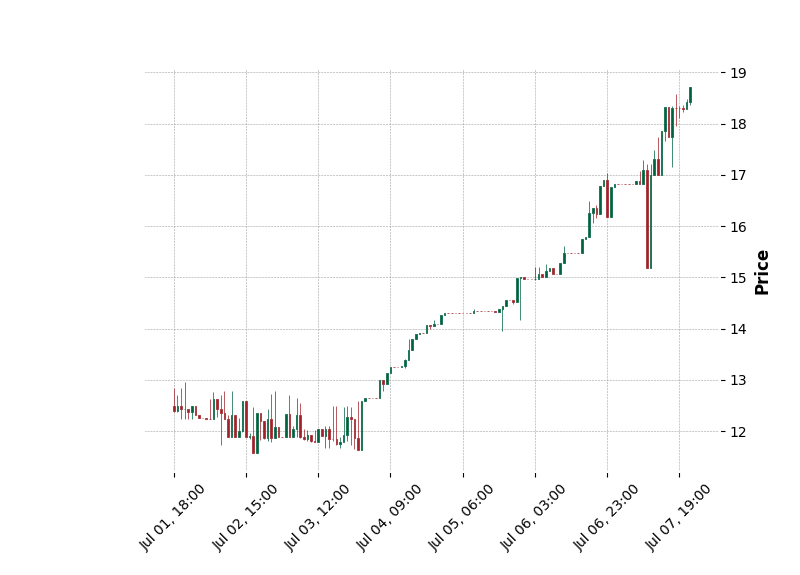 19
18
17
16
15
14
13
12
Price
Jul 01, 18:00
Jul 02, 15:00
Jul 03, 12:00
Jul 04, 09:00
Jul 05, 06:00
Jul 06, 03:00
Jul 06, 23:00
Jul 07, 19:00